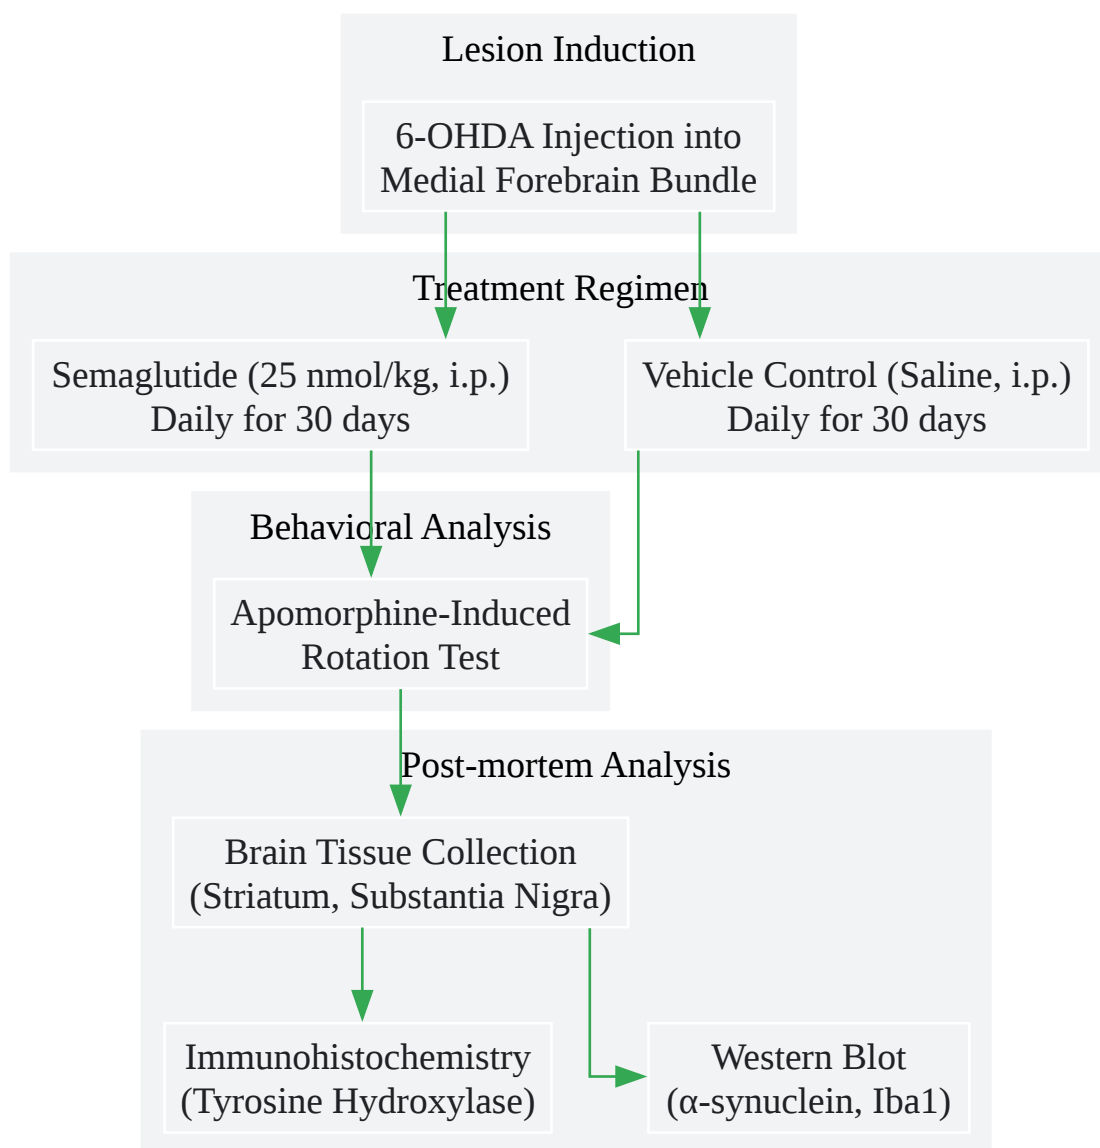 Lesion Induction
6-OHDA Injection into
Medial Forebrain Bundle
Treatment Regimen
Semaglutide (25 nmol/kg, i.p.)
Daily for 30 days
Vehicle Control (Saline, i.p.)
Daily for 30 days
Behavioral Analysis
Apomorphine-Induced
Rotation Test
Post-mortem Analysis
Brain Tissue Collection
(Striatum, Substantia Nigra)
Immunohistochemistry
(Tyrosine Hydroxylase)
Western Blot
(α-synuclein, Iba1)